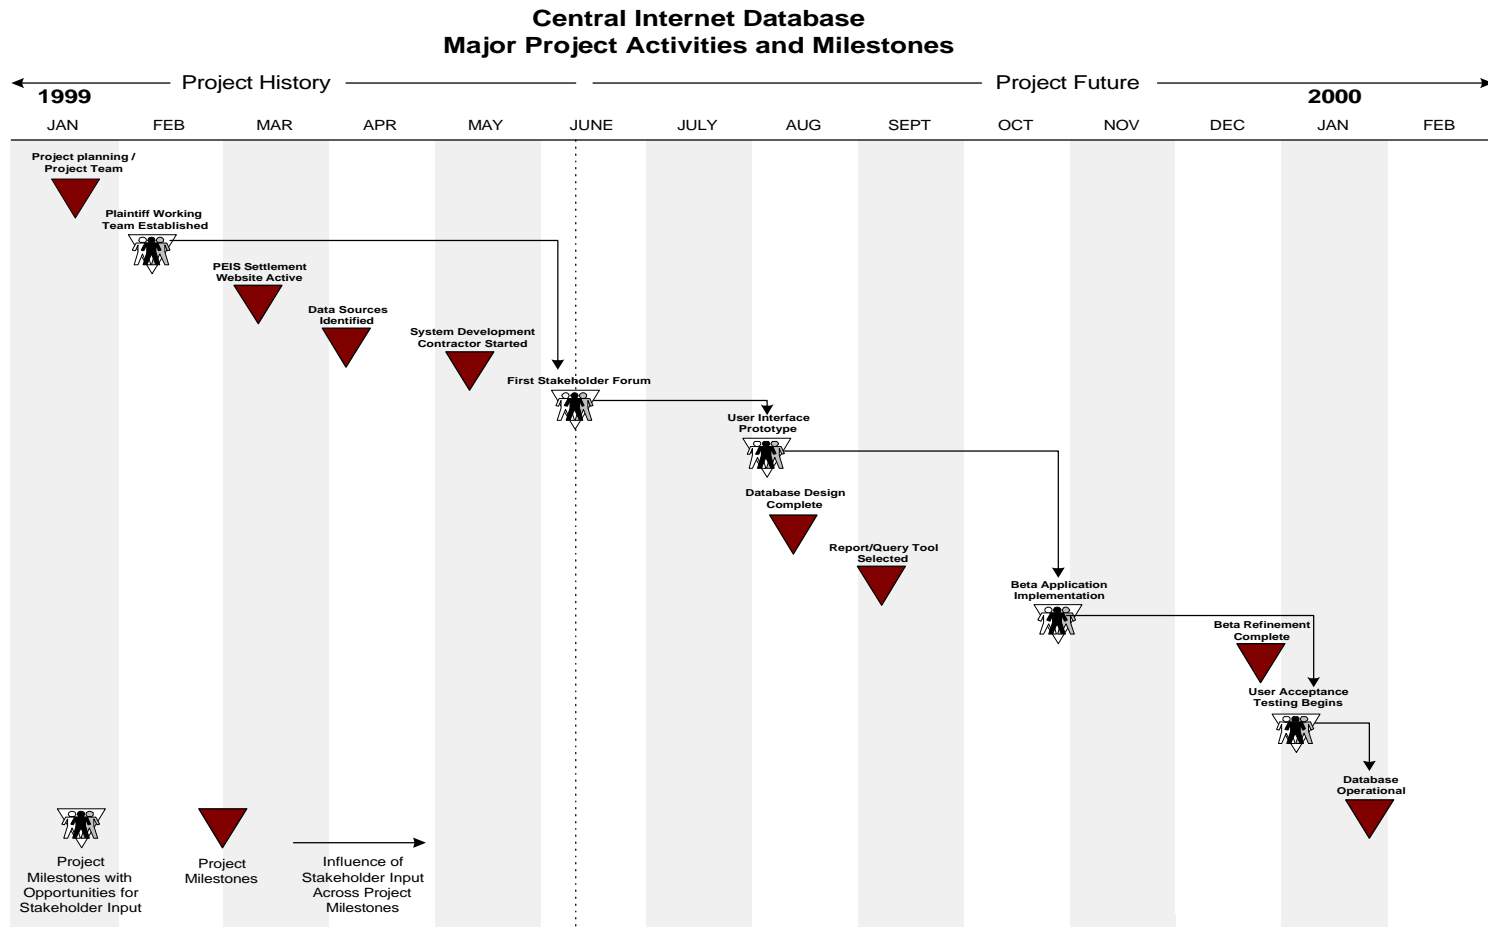 Central Internet Database
Major Project Activities and Milestones
Project History
Project Future
1999
2000
JAN
FEB
MAR
APR
MAY
JUNE
JULY
AUG
SEPT
OCT
NOV
DEC
JAN
FEB
Project planning /
Project Team
Plaintiff Working
Team Established
PEIS Settlement
Website Active
Data Sources
Identified
System Development
Contractor Started
First Stakeholder Forum
User Interface
Prototype
Database Design
Complete
Report/Query Tool
Selected
Beta Application
Implementation
Beta Refinement
Complete
User Acceptance
Testing Begins
Database
Operational
Project
Milestones with
Opportunities for
Stakeholder Input
Project
Milestones
Influence of
Stakeholder Input
Across Project
Milestones